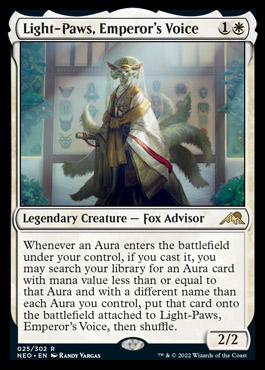 Light-Paws, Emperor's Voice 1
Legendary Creature — Fox Advisor
Whenever an Aura enters the battlefield
under your control, if you cast it, you
may search your library for an Aura card
with mana value less than or equal to
that Aura and with a different name than
each Aura you control, put that card onto
the battlefield attached to Light-Paws,
Emperor's Voice, then shuffle.
2/2
025/302 R
NEO • EN RANDY VARGAS
™ & © 2022 Wizards of the Coast